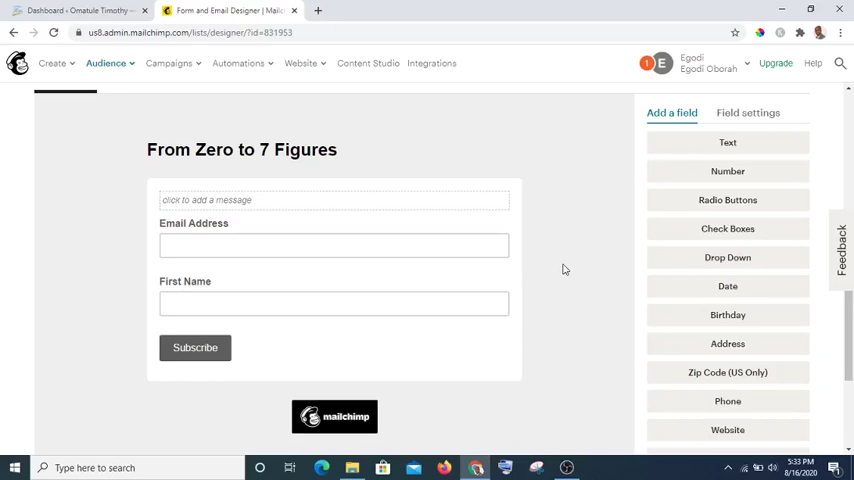 Dashboard ‹ Omatule Timothy —
Form and Email Designer | Mailc
us8.admin.mailchimp.com/lists/designer/?id=831953
Create
Audience
Campaigns
Automations
Website
Content Studio
Integrations
1
E
Egodi
Egodi Oborah
Upgrade
Help
From Zero to 7 Figures
click to add a message
Email Address
First Name
Subscribe
mailchimp
Add a field
Field settings
Text
Number
Radio Buttons
Check Boxes
Drop Down
Date
Birthday
Address
Zip Code (US Only)
Phone
Website
Feedback
Type here to search
5:33 PM
8/16/2020
1